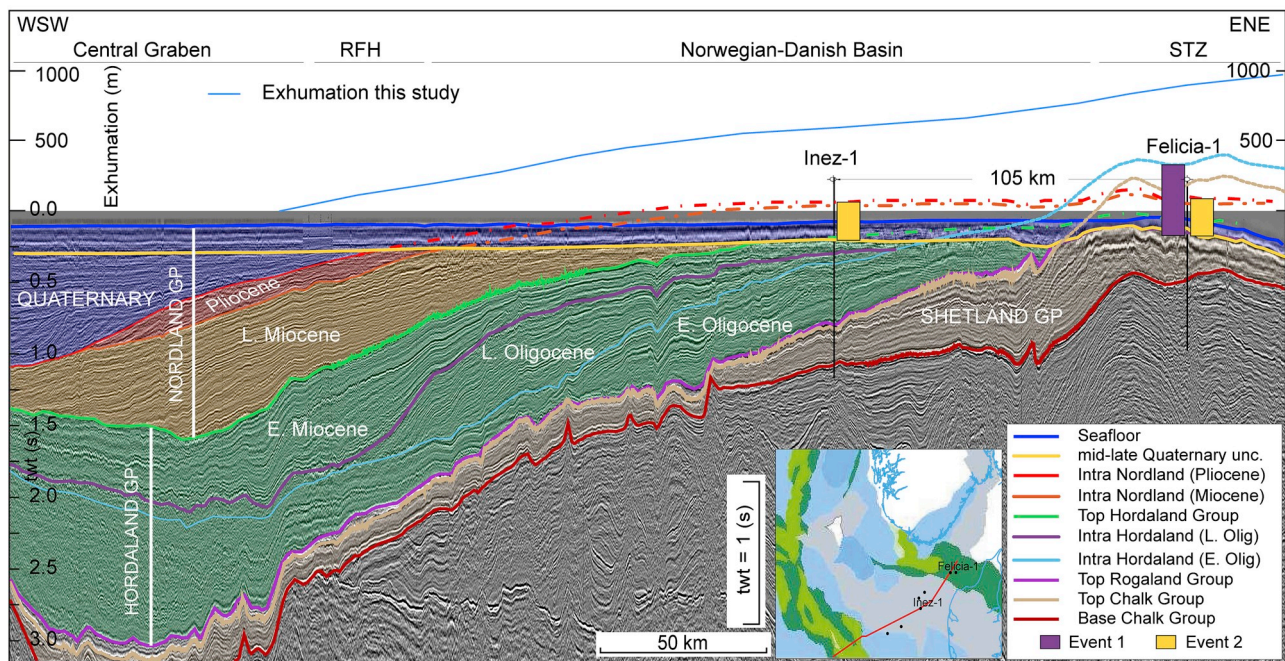 WSW
ENE
Central Graben
RFH
Norwegian-Danish Basin
STZ
1000
1000
Exhumation (m)
Exhumation this study
500
500
Inez-1
Felicia-1
105 km
0.0
0.0
QUATERNARY
Pliocene
NORDLAND GP
0.5
L. Miocene
SHETLAND GP
E. Oligocene
L. Oligocene
1.0
E. Miocene
1.5
twt (s)
HORDALAND GP
2.0
2.5
3.0
twt = 1 (s)
50 km
Felicia-1
Inez-1
Seafloor
mid-late Quaternary unc.
Intra Nordland (Pliocene)
Intra Nordland (Miocene)
Top Hordaland Group
Intra Hordaland (L. Olig)
Intra Hordaland (E. Olig)
Top Rogaland Group
Top Chalk Group
Base Chalk Group
Event 1
Event 2